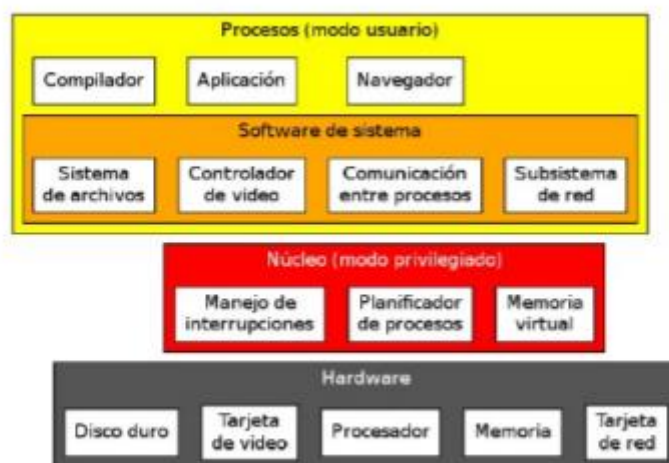 Procesos (modo usuario)
Compilador
Aplicación
Navegador
Software de sistema
Sistema
de archivos
Controlador
de video
Comunicación
entre procesos
Subsistema
de red
Núcleo (modo privilegiado)
Manejo de
interrupciones
Planificador
de procesos
Memoria
virtual
Hardware
Disco duro
Tarjeta
de video
Procesador
Memoria
Tarjeta
de red